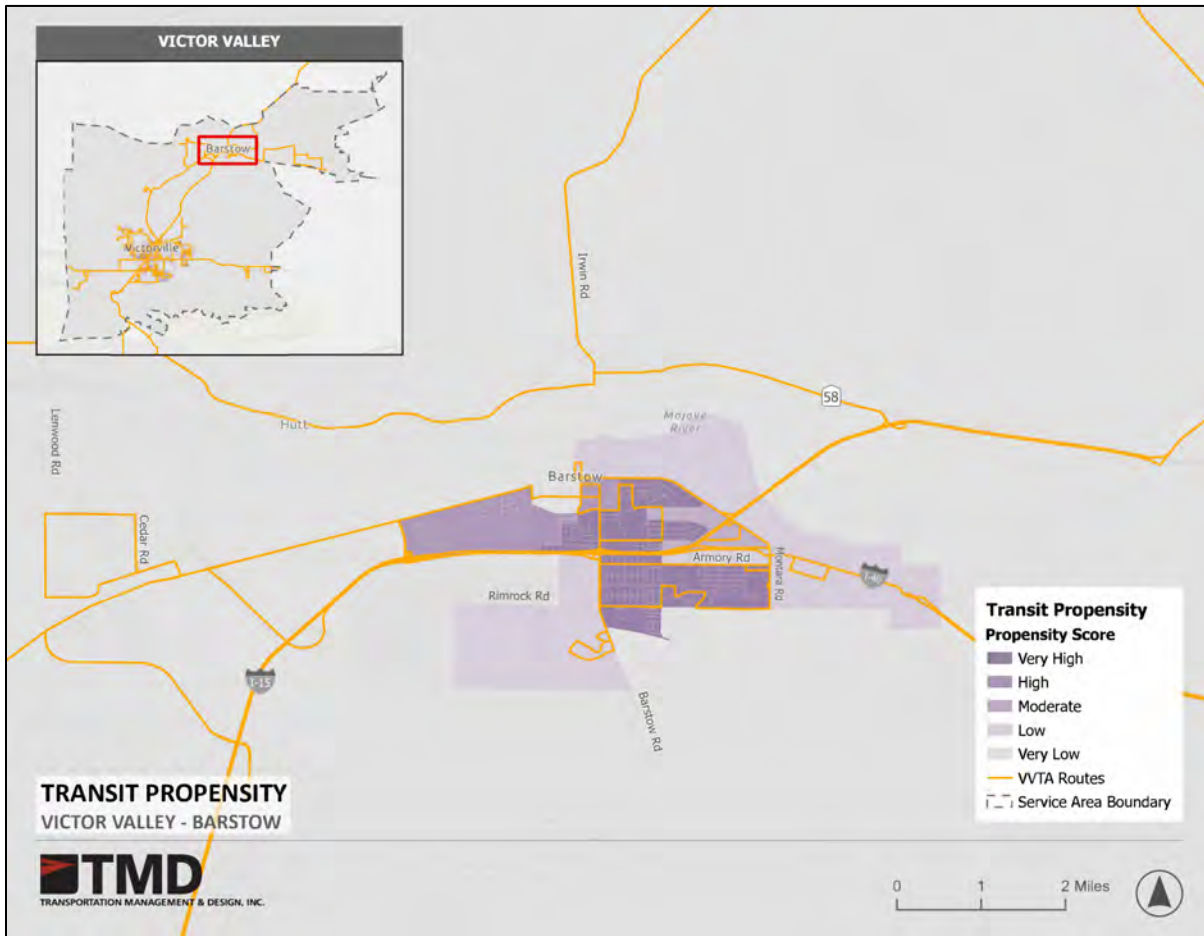 VICTOR VALLEY
Barstow
Victorville
Irwin Rd
58
Lenwood Rd
Hutt
Mojave
River
Barstow
Cedar Rd
Armory Rd
Montara Rd
Rimrock Rd
I-15
Barstow Rd
Transit Propensity
Propensity Score
Very High
High
Moderate
Low
Very Low
VVTA Routes
Service Area Boundary
TRANSIT PROPENSITY
VICTOR VALLEY - BARSTOW
TMD
TRANSPORTATION MANAGEMENT & DESIGN, INC.
0 1 2 Miles